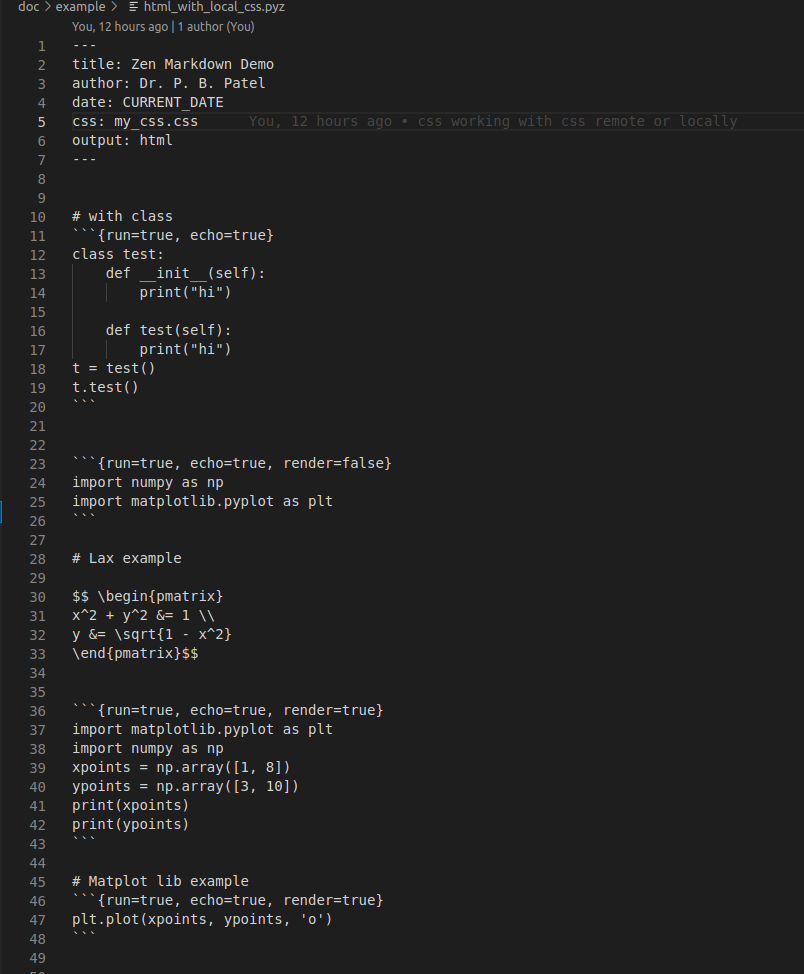 doc > example > html_with_local_css.pyz
You, 12 hours ago | 1 author (You)
1 ---
2 title: Zen Markdown Demo
3 author: Dr. P. B. Patel
4 date: CURRENT_DATE
5 css: my_css.css You, 12 hours ago • css working with css remote or locally
6 output: html
7 ---
8
9
10 # with class
11 ```{run=true, echo=true}
12 class test:
13     def __init__(self):
14         print("hi")
15
16     def test(self):
17         print("hi")
18 t = test()
19 t.test()
20 ```
21
22
23 ```{run=true, echo=true, render=false}
24 import numpy as np
25 import matplotlib.pyplot as plt
26 ```
27
28 # Lax example
29
30 $$ \begin{pmatrix}
31 x^2 + y^2 &= 1 \\
32 y &= \sqrt{1 - x^2}
33 \end{pmatrix}$$
34
35
36 ```{run=true, echo=true, render=true}
37 import matplotlib.pyplot as plt
38 import numpy as np
39 xpoints = np.array([1, 8])
40 ypoints = np.array([3, 10])
41 print(xpoints)
42 print(ypoints)
43 ```
44
45 # Matplot lib example
46 ```{run=true, echo=true, render=true}
47 plt.plot(xpoints, ypoints, 'o')
48 ```
49